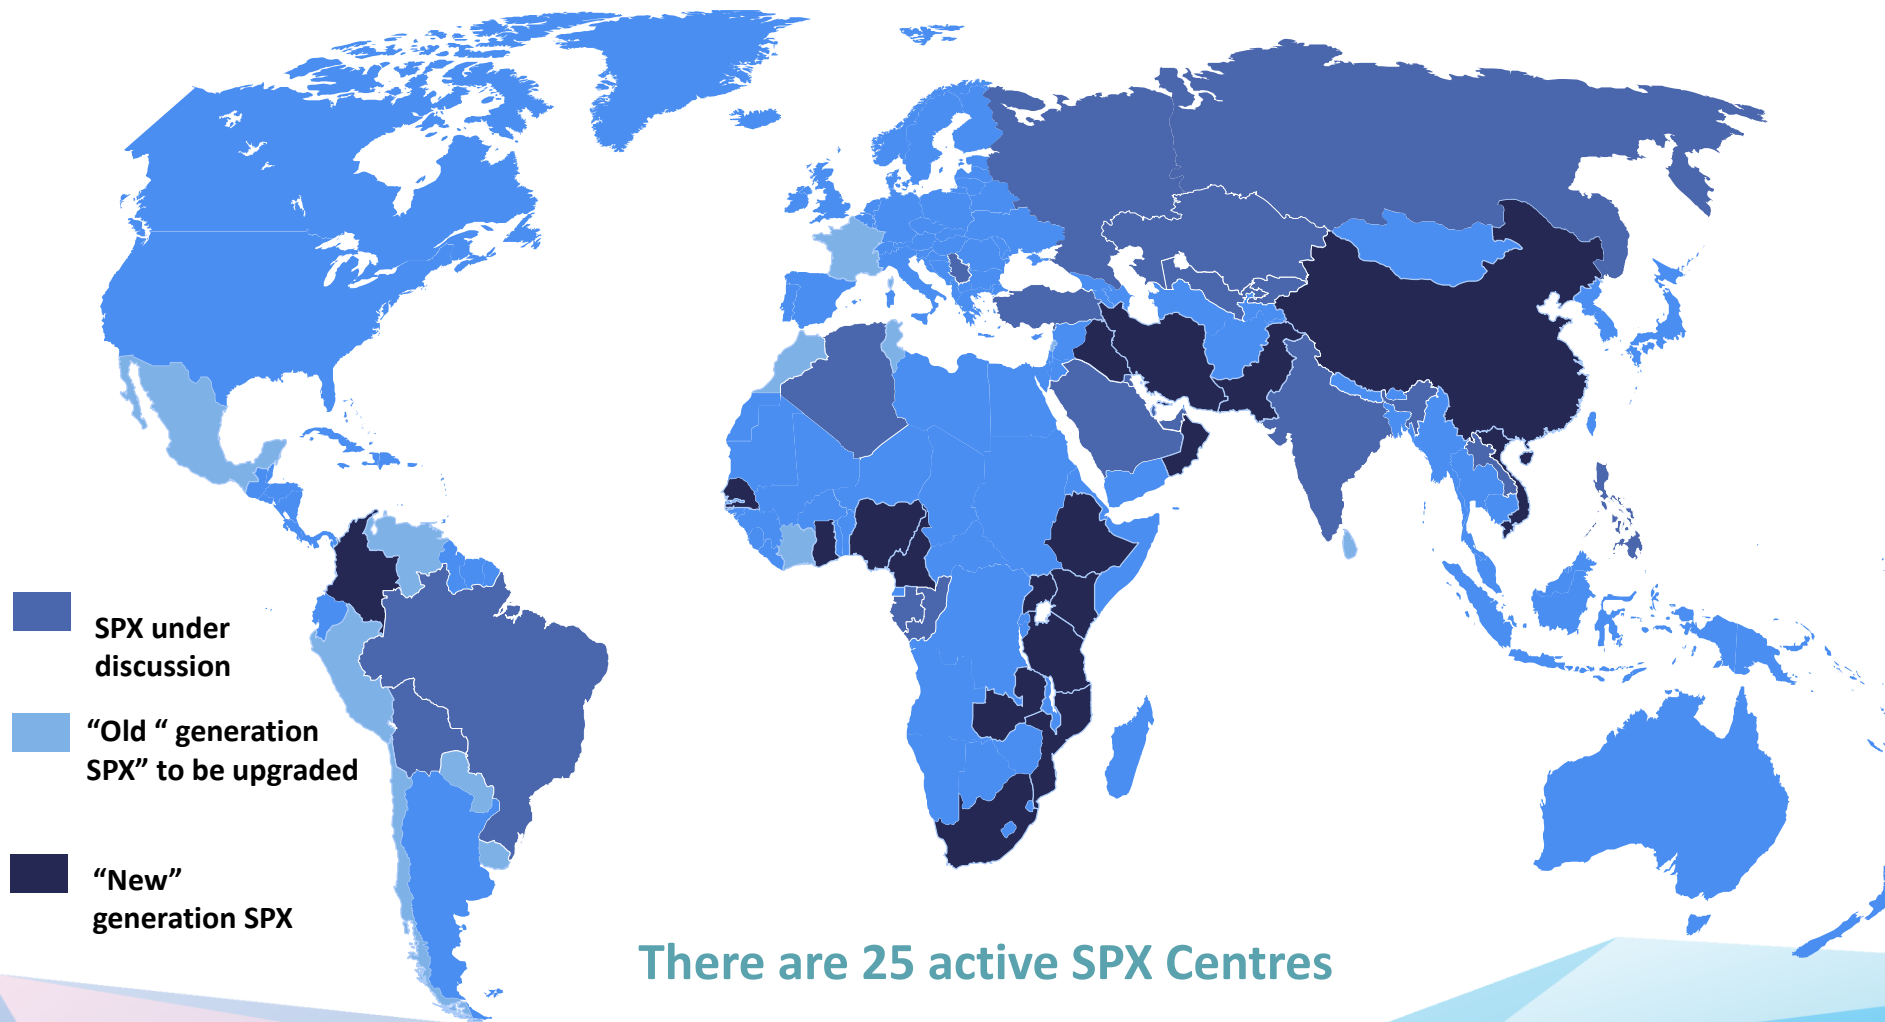 SPX under
discussion
“Old “ generation
SPX” to be upgraded
“New”
generation SPX
There are 25 active SPX Centres